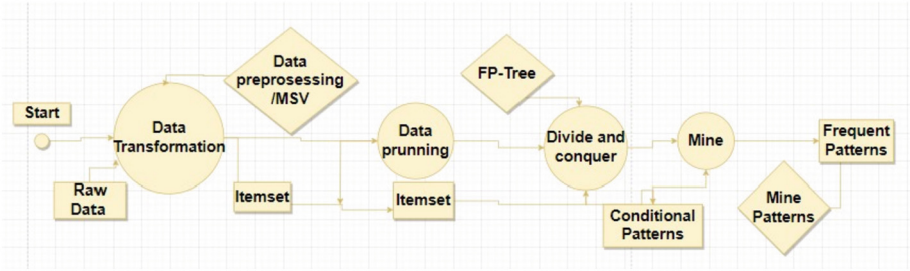 Start
Data
Transformation
Raw
Data
Data
preprosessing
/MSV
Itemset
Data
prunning
Itemset
FP-Tree
Divide and
conquer
Conditional
Patterns
Mine
Mine
Patterns
Frequent
Patterns